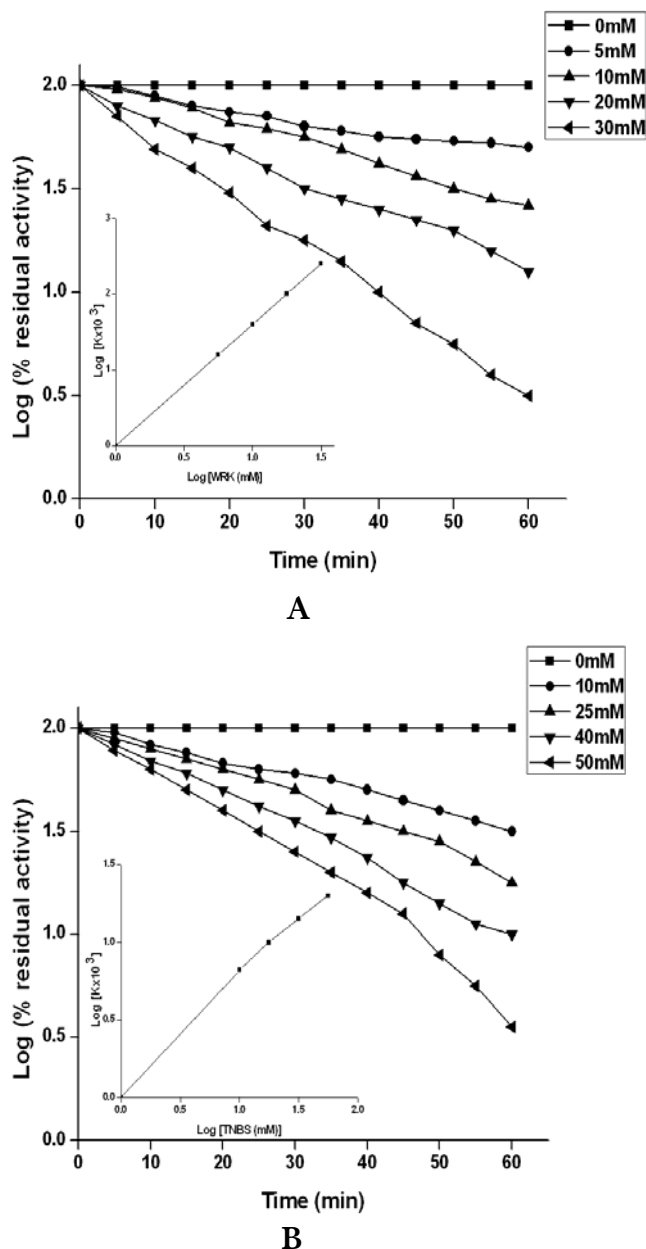 0mM
5mM
10mM
20mM
30mM
2.0
1.5
1.0
0.5
0.0
Log (% residual activity)
0 10 20 30 40 50 60
Time (min)
3
2
1
0
Log [Kx10 3]
0.0 0.5 1.0 1.5
Log [WRK (mM)]
A
0mM
10mM
25mM
40mM
50mM
2.0
1.5
1.0
0.5
0.0
Log (% residual activity)
0 10 20 30 40 50 60
Time (min)
1.5
1.0
0.5
0.0
Log [Kx10 3]
0.0 0.5 1.0 1.5 2.0
Log [TNBS (mM)]
B